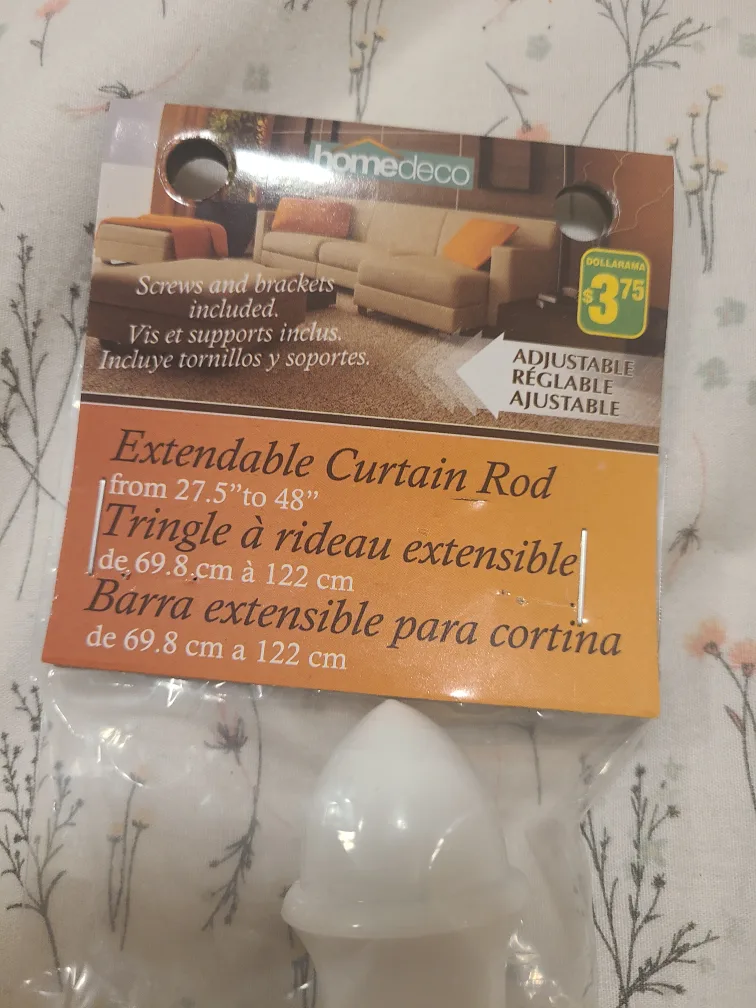 homedeco
DOLLARAMA
$3.75
Screws and brackets
included.
Vis et supports inclus.
Incluye tornillos y soportes.
ADJUSTABLE
RÉGLABLE
AJUSTABLE
Extendable Curtain Rod
from 27.5”to 48”
Tringle à rideau extensible
de 69.8 cm à 122 cm
Barra extensible para cortina
de 69.8 cm a 122 cm